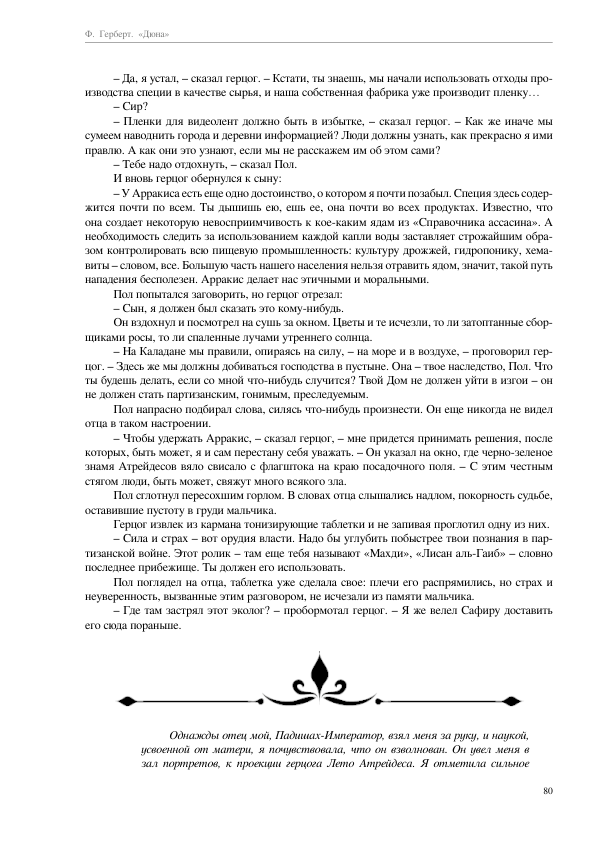 Ф. Герберт. «Дюна»
– Да, я устал, – сказал герцог. – Кстати, ты знаешь, мы начали использовать отходы про-
изводства специи в качестве сырья, и наша собственная фабрика уже производит пленку…
– Сир?
– Пленки для видеолент должно быть в избытке, – сказал герцог. – Как же иначе мы
сумеем наводнить города и деревни информацией? Люди должны узнать, как прекрасно я ими
правлю. А как они это узнают, если мы не расскажем им об этом сами?
– Тебе надо отдохнуть, – сказал Пол.
И вновь герцог обернулся к сыну:
– У Арракиса есть еще одно достоинство, о котором я почти позабыл. Специя здесь содер-
жится почти по всем. Ты дышишь ею, ешь ее, она почти во всех продуктах. Известно, что
она создает некоторую невосприимчивость к кое-каким ядам из «Справочника ассасина». А
необходимость следить за использованием каждой капли воды заставляет строжайшим обра-
зом контролировать всю пищевую промышленность: культуру дрожжей, гидропонику, хема-
виты – словом, все. Большую часть нашего населения нельзя отравить ядом, значит, такой путь
нападения бесполезен. Арракис делает нас этичными и моральными.
Пол попытался заговорить, но герцог отрезал:
– Сын, я должен был сказать это кому-нибудь.
Он вздохнул и посмотрел на сушь за окном. Цветы и те исчезли, то ли затоптанные сбор-
щиками росы, то ли спаленные лучами утреннего солнца.
– На Каладане мы правили, опираясь на силу, – на море и в воздухе, – проговорил гер-
цог. – Здесь же мы должны добиваться господства в пустыне. Она – твое наследство, Пол. Что
ты будешь делать, если со мной что-нибудь случится? Твой Дом не должен уйти в изгои – он
не должен стать партизанским, гонимым, преследуемым.
Пол напрасно подбирал слова, силясь что-нибудь произнести. Он еще никогда не видел
отца в таком настроении.
– Чтобы удержать Арракис, – сказал герцог, – мне придется принимать решения, после
которых, быть может, я и сам перестану себя уважать. – Он указал на окно, где черно-зеленое
знамя Атрейдесов вяло свисало с флагштока на краю посадочного поля. – С этим честным
стягом люди, быть может, свяжут много всякого зла.
Пол сглотнул пересохшим горлом. В словах отца слышались надлом, покорность судьбе,
оставившие пустоту в груди мальчика.
Герцог извлек из кармана тонизирующие таблетки и не запивая проглотил одну из них.
– Сила и страх – вот орудия власти. Надо бы углубить побыстрее твои познания в пар-
тизанской войне. Этот ролик – там еще тебя называют «Махди», «Лисан аль-Гаиб» – словно
последнее прибежище. Ты должен его использовать.
Пол поглядел на отца, таблетка уже сделала свое: плечи его распрямились, но страх и
неуверенность, вызванные этим разговором, не исчезали из памяти мальчика.
– Где там застрял этот эколог? – пробормотал герцог. – Я же велел Сафиру доставить
его сюда пораньше.
Однажды отец мой, Падишах-Император, взял меня за руку, и наукой,
усвоенной от матери, я почувствовала, что он взволнован. Он увел меня в
зал портретов, к проекции герцога Лето Атрейдеса. Я отметила сильное
80